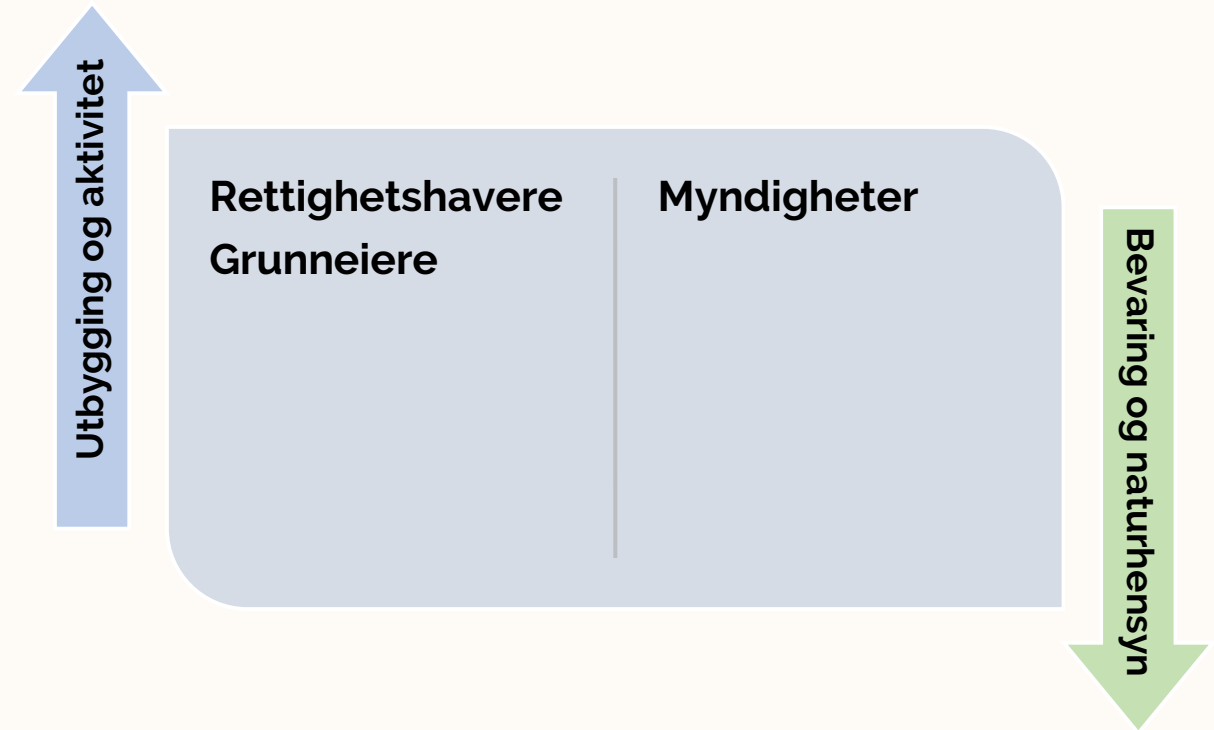 Utbygging og aktivitet
Rettighetshavere
Grunneiere
Myndigheter
Bevaring og naturhensyn